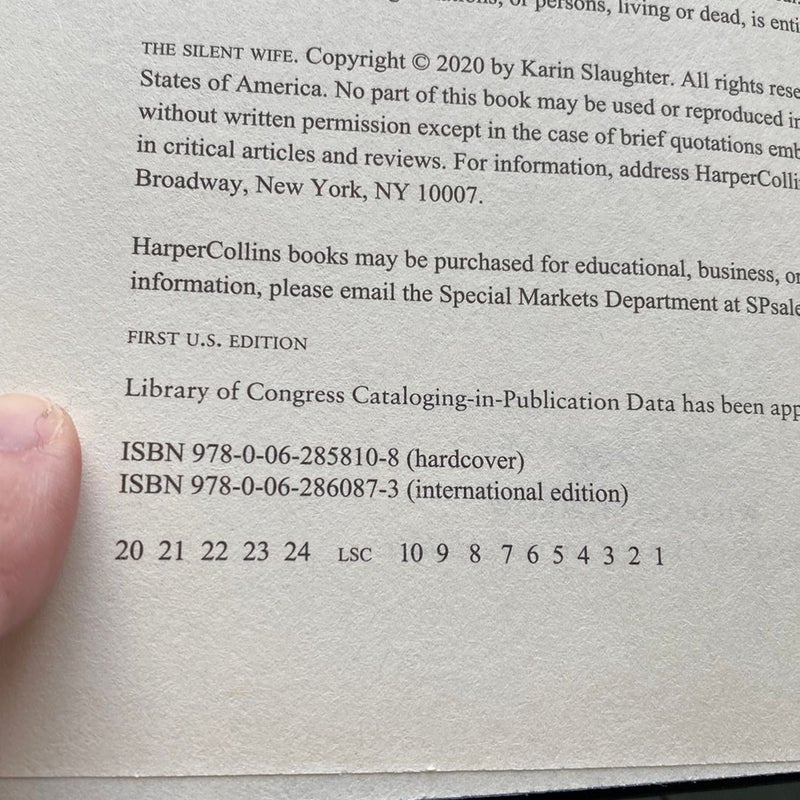 or persons, living or dead, is
THE SILENT WIFE. Copyright © 2020 by Karin Slaughter. All rights rese
States of America. No part of this book may be used or reproduced in
without written permission except in the case of brief quotations emb
in critical articles and reviews. For information, address HarperColli
Broadway, New York, NY 10007.
HarperCollins books may be purchased for educational, business, or
information, please email the Special Markets Department at SPsale
FIRST U.S. EDITION
Library of Congress Cataloging-in-Publication Data has been app
ISBN 978-0-06-285810-8 (hardcover)
ISBN 978-0-06-286087-3 (international edition)
20 21 22 23 24 LSC 10 9 8 7 6 5 4 3 2 1